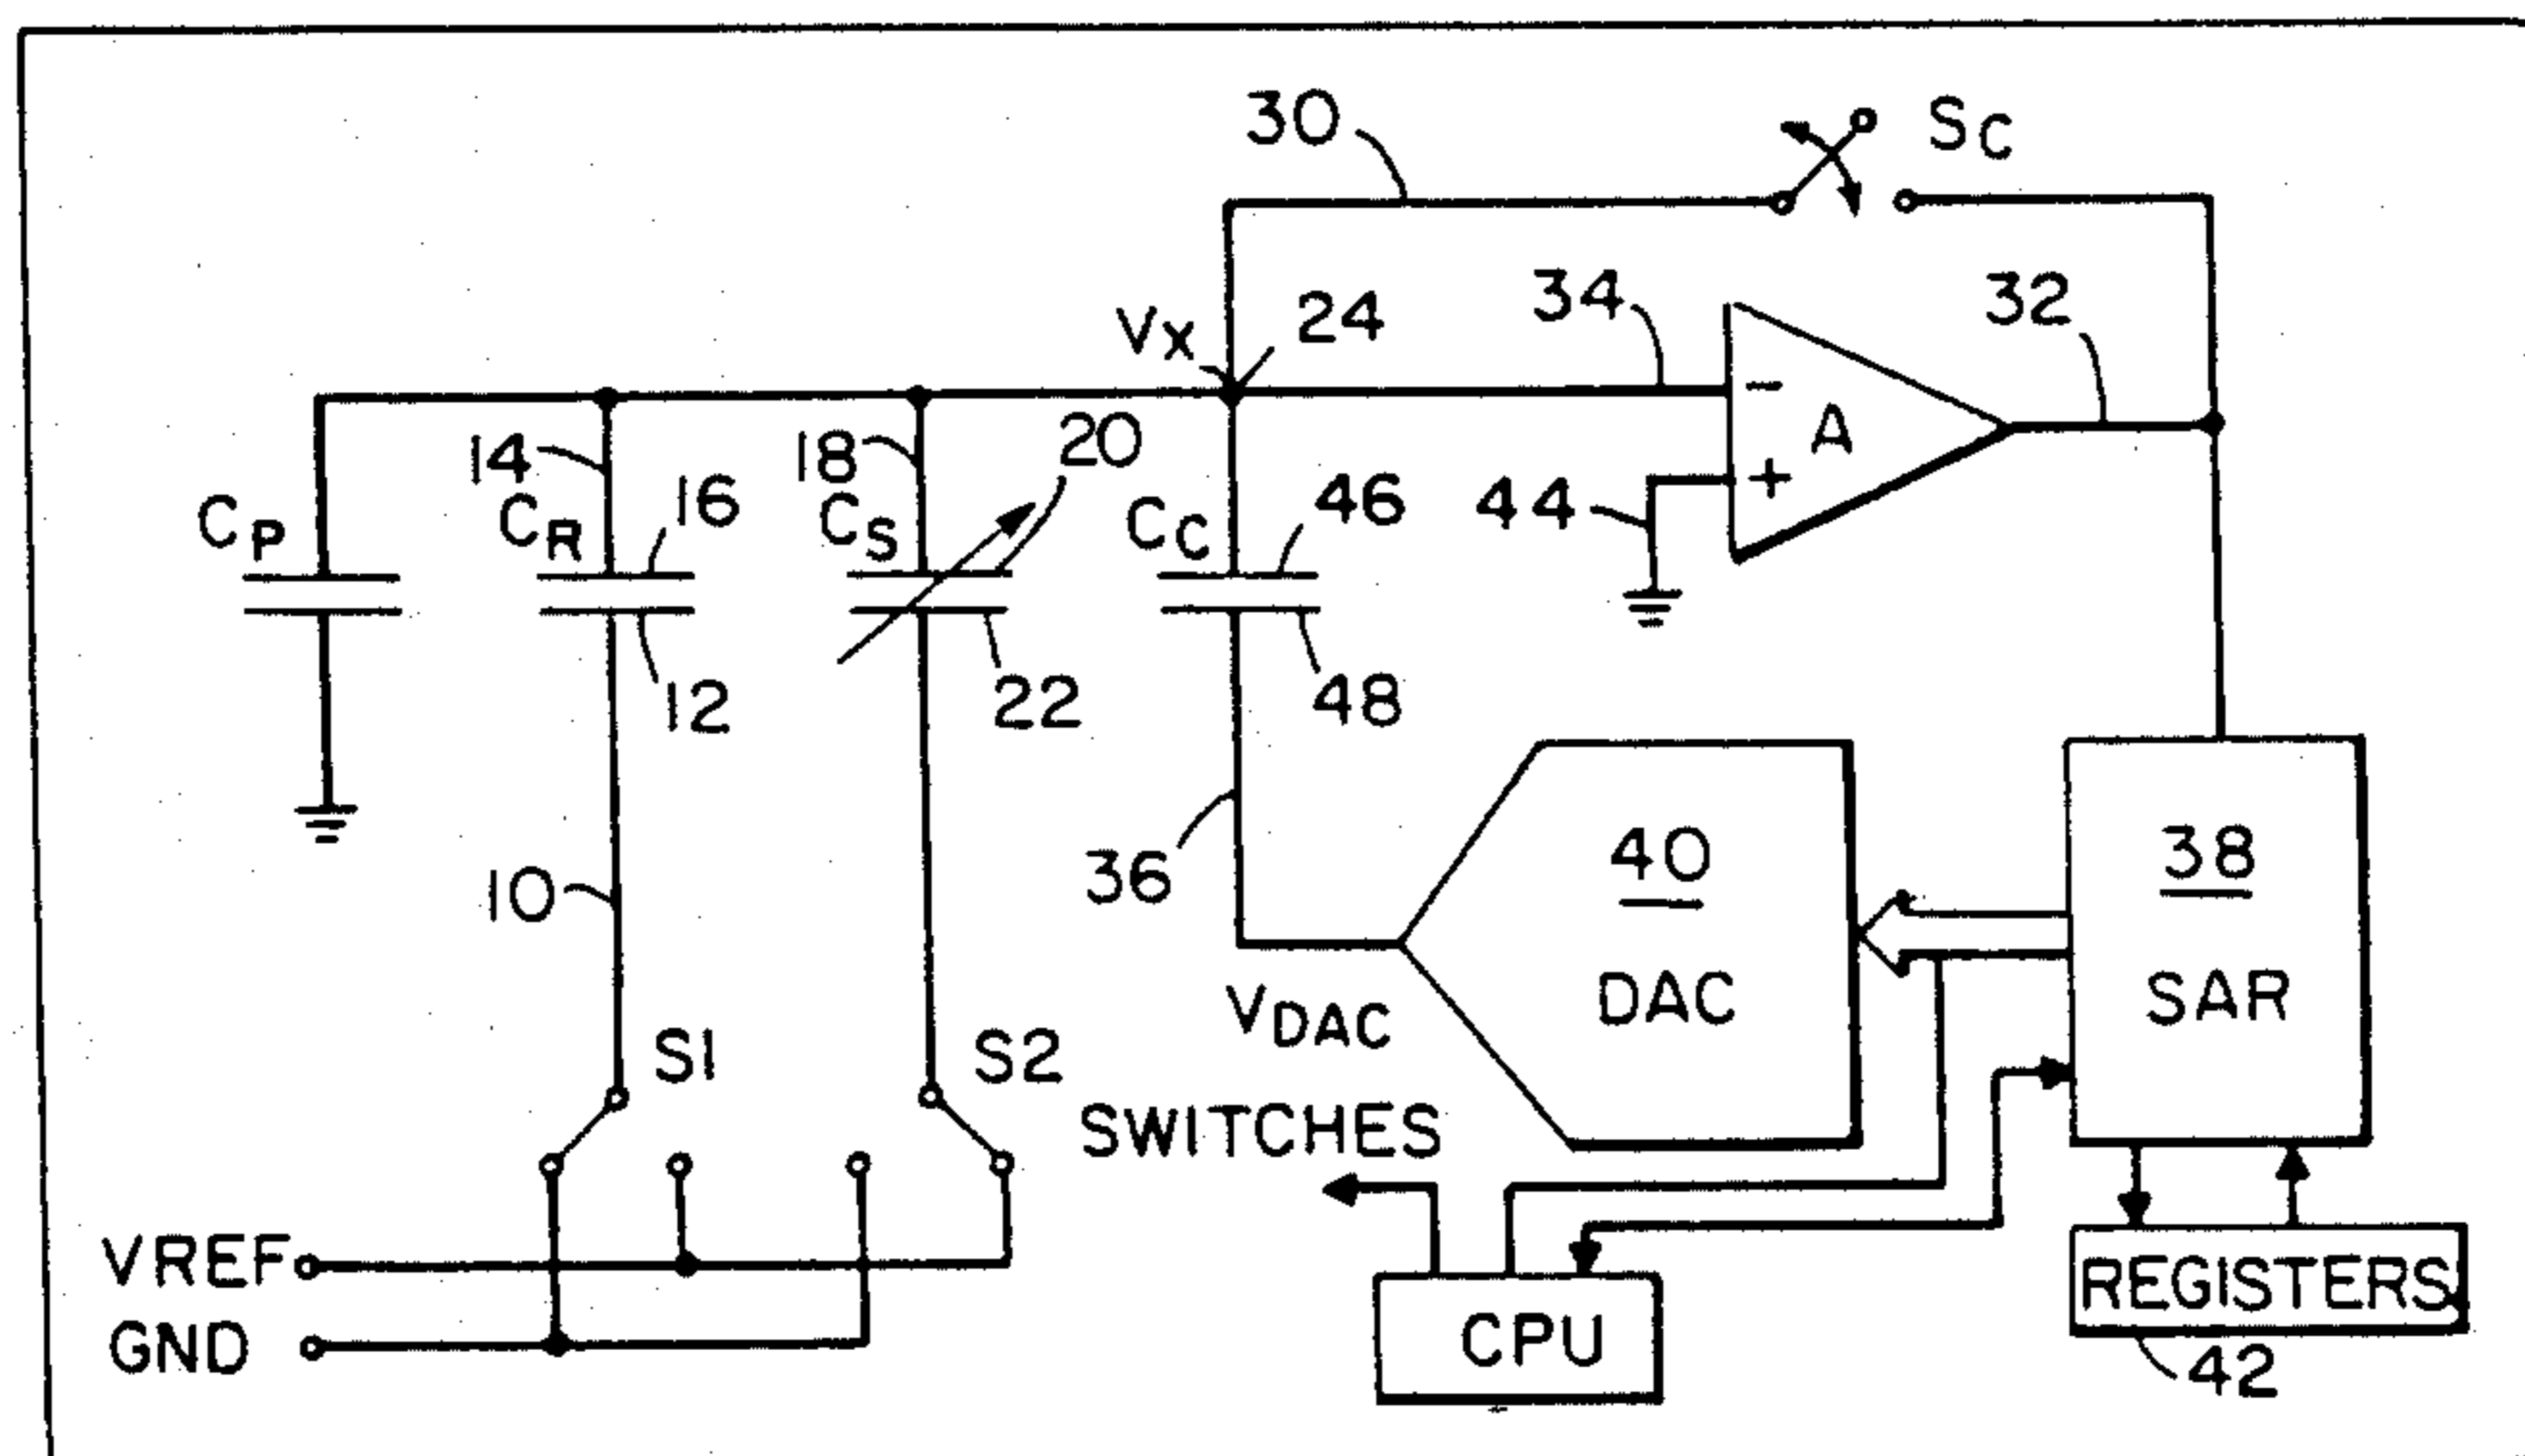 30
SC
34
32
VX
24
-
A
+
14
18
20
CP
CR
16
CS
CC
46
44
12
22
48
36
40
DAC
38
SAR
10
VDAC
S1
S2
SWITCHES
VREF
GND
CPU
REGISTERS
42